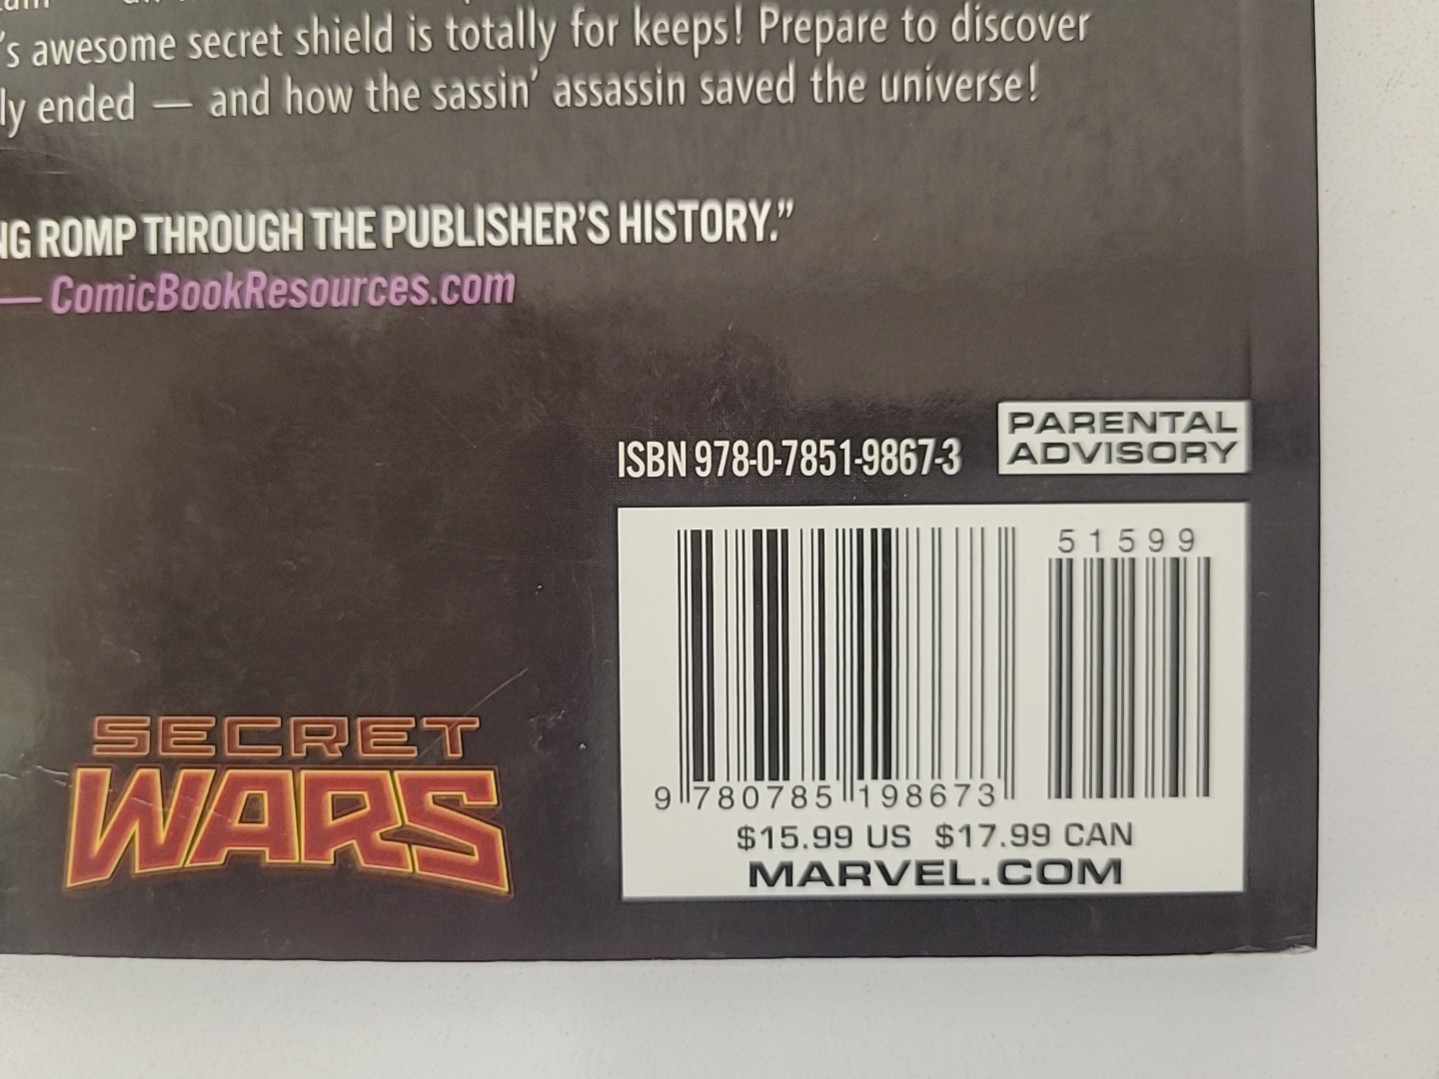 's awesome secret shield is totally for keeps! Prepare to discover
ly ended — and how the sassin' assassin saved the universe!
NG ROMP THROUGH THE PUBLISHER'S HISTORY."
— ComicBookResources.com
ISBN 978-0-7851-9867-3
PARENTAL
ADVISORY
51599
9 780785 198673
$15.99 US $17.99 CAN
MARVEL.COM
SECRET
WARS